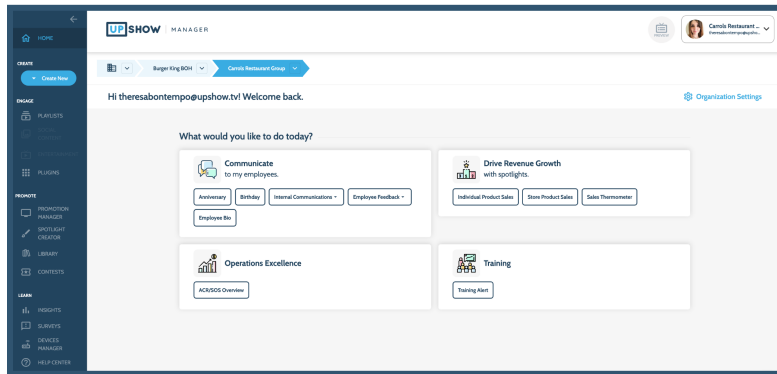 HOME
CREATE
+ Create New
ENGAGE
PLAYLISTS
PLUGINS
PROMOTE
PROMOTION MANAGER
SPOTLIGHT CREATOR
LIBRARY
CONTESTS
LEARN
INSIGHTS
SURVEYS
DEVICES MANAGER
HELP CENTER
UPSHOW | MANAGER
Carrols Restaurant ...
Burger King BOH
Carrols Restaurant Group
Hi theresabontempo@upshow.tv! Welcome back.
Organization Settings
What would you like to do today?
Communicate
to my employees.
Anniversary
Birthday
Internal Communications
Employee Feedback
Employee Bio
Drive Revenue Growth
with spotlights.
Individual Product Sales
Store Product Sales
Sales Thermometer
Operations Excellence
ACR/SOS Overview
Training
Training Alert